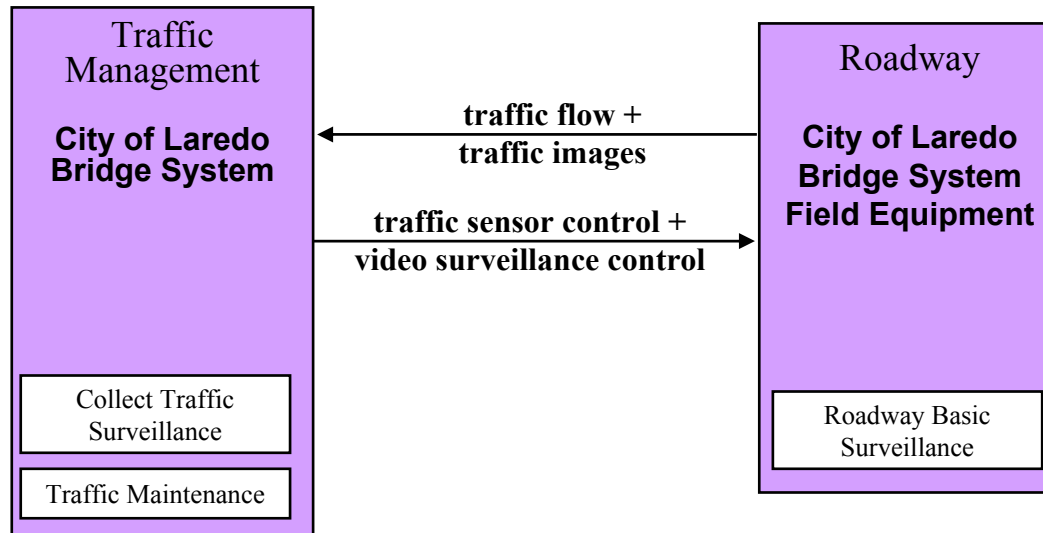 Traffic
Management
City of Laredo
Bridge System
Collect Traffic
Surveillance
Traffic Maintenance
traffic flow +
traffic images
traffic sensor control +
video surveillance control
Roadway
City of Laredo
Bridge System
Field Equipment
Roadway Basic
Surveillance